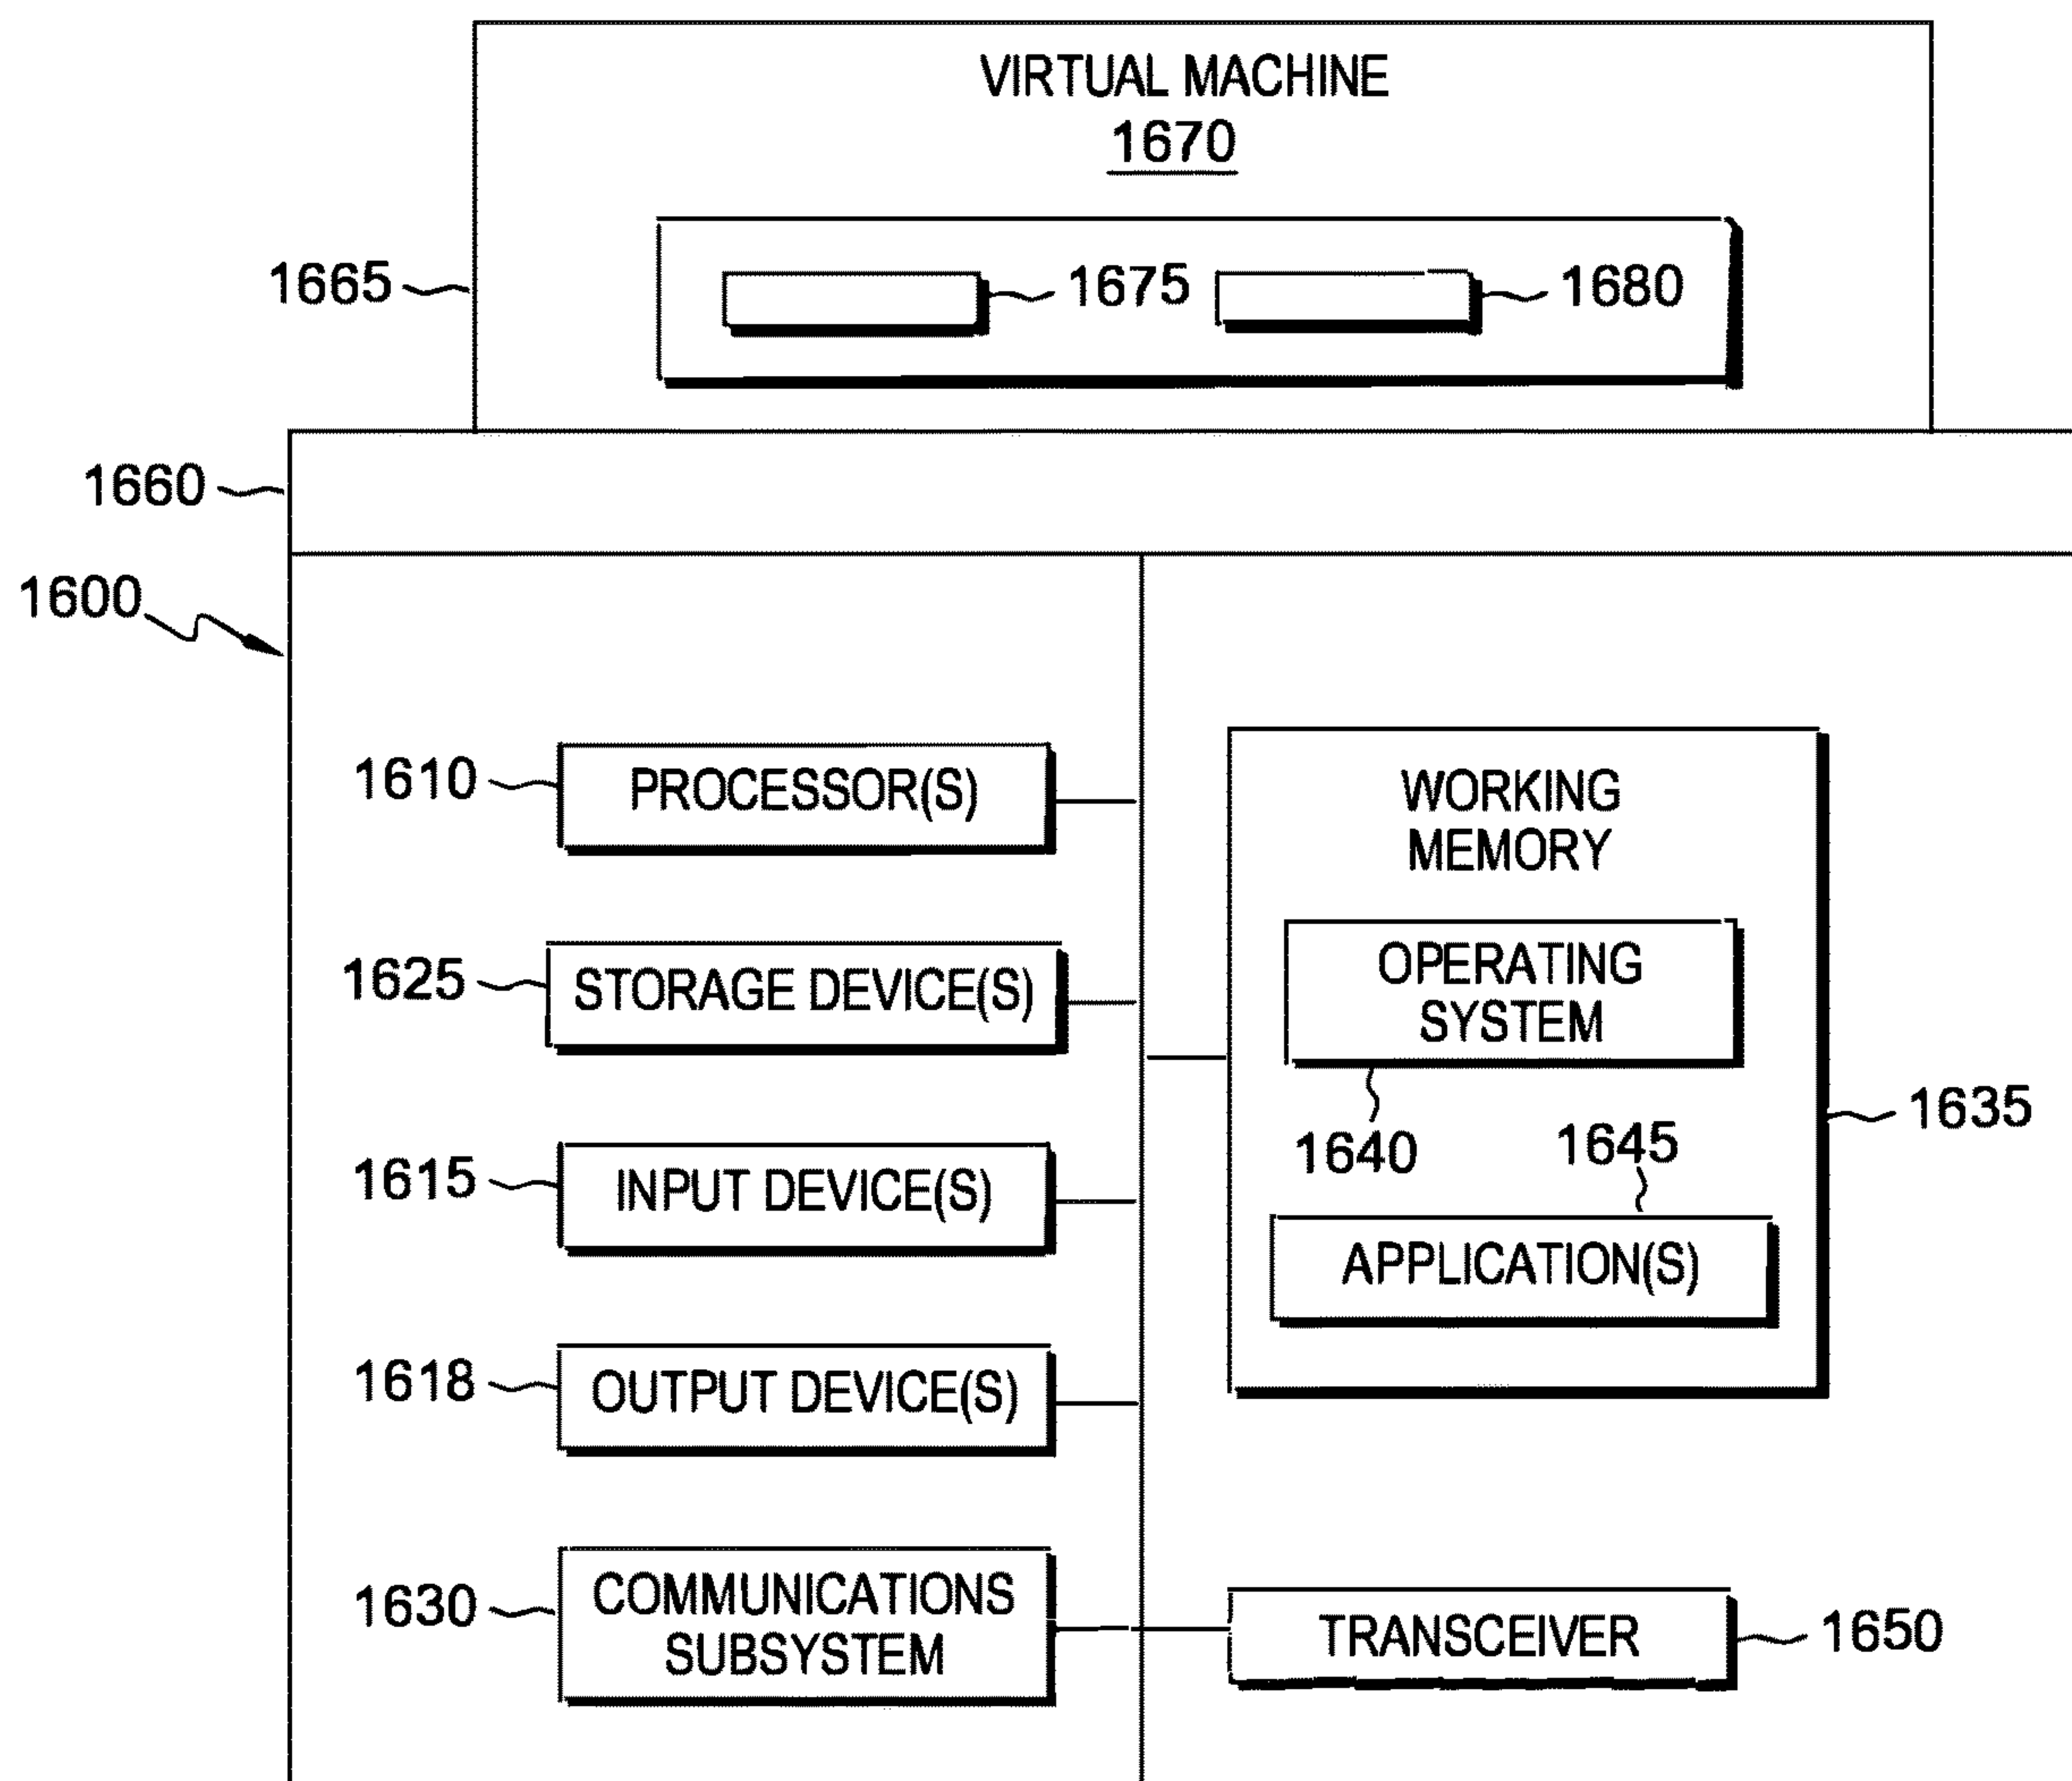 VIRTUAL MACHINE
1670
1665
1675
1680
1660
1600
1610
PROCESSOR(S)
WORKING
MEMORY
1625
STORAGE DEVICE(S)
OPERATING
SYSTEM
1635
1640
1645
1615
INPUT DEVICE(S)
APPLICATION(S)
1618
OUTPUT DEVICE(S)
1630
COMMUNICATIONS
SUBSYSTEM
TRANSCEIVER
1650